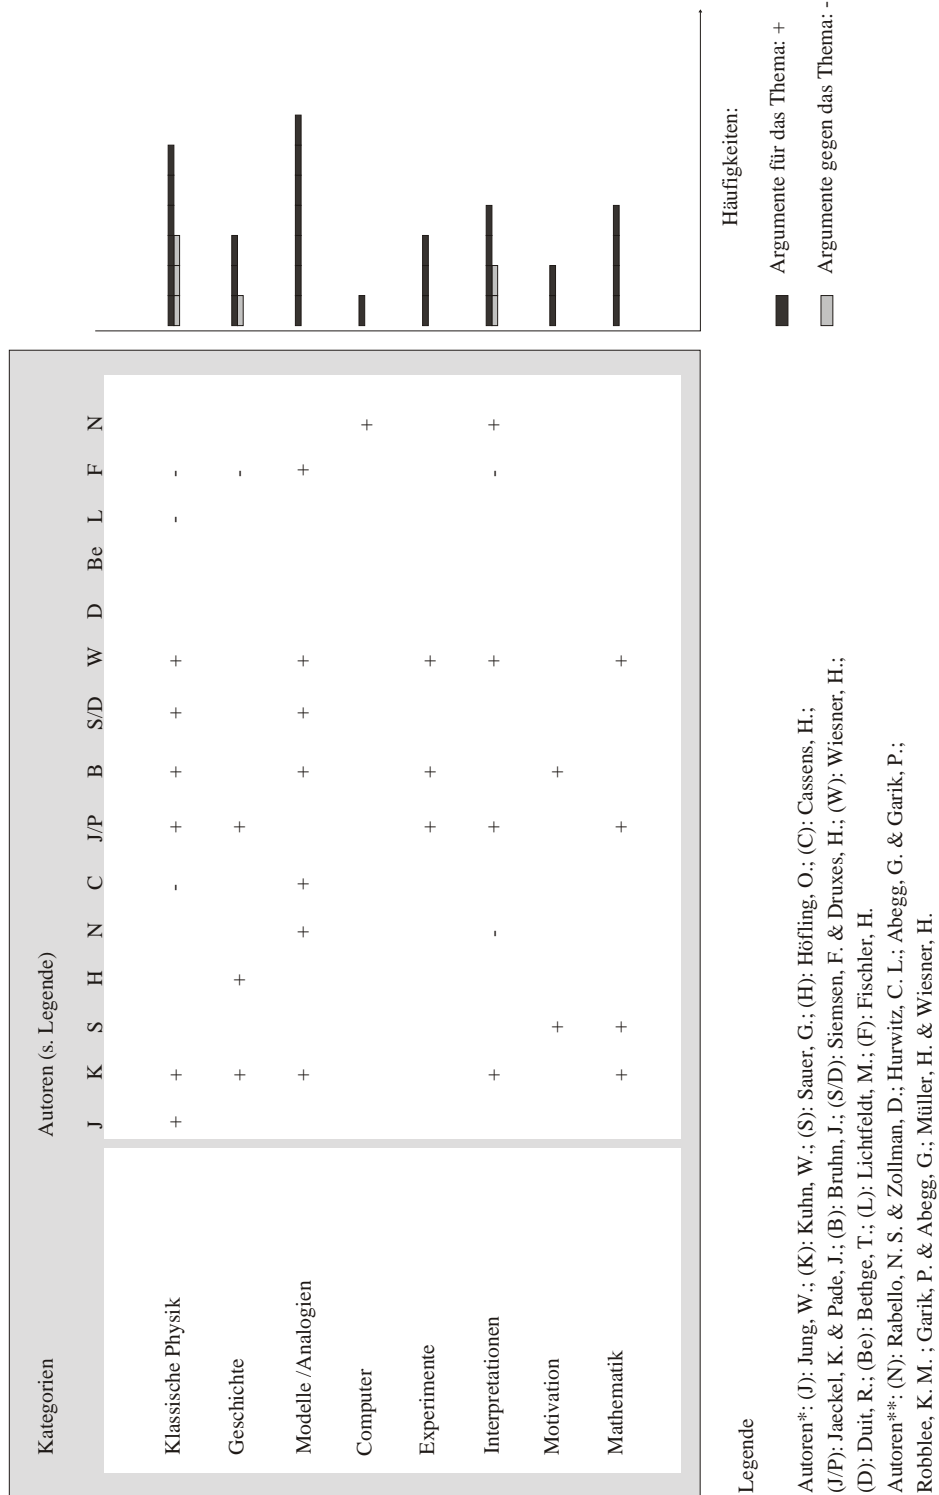 Kategorien Autoren (s. Legende)
J K S H N C J/P B S/D W D Be L F N
Klassische Physik + + - + + + + - -
Geschichte + + + -
Modelle /Analogien + + + + + + +
Computer +
Experimente + + +
Interpretationen + - + + - +
Motivation + +
Mathematik + + + +
Häufigkeiten:
Argumente für das Thema: +
Argumente gegen das Thema: -
Legende
Autoren*: (J): Jung, W.; (K): Kuhn, W.; (S): Sauer, G.; (H): Höfling, O.; (C): Cassens, H.;
(J/P): Jaeckel, K. & Pade, J.; (B): Bruhn, J.; (S/D): Siemsen, F. & Druxes, H.; (W): Wiesner, H.;
(D): Duit, R.; (Be): Bethge, T.; (L): Lichtfeldt, M.; (F): Fischler, H.
Autoren**: (N): Rabello, N. S. & Zollman, D.; Hurwitz, C. L.; Abegg, G. & Garik, P.;
Robblee, K. M. ; Garik, P. & Abegg, G.; Müller, H. & Wiesner, H.